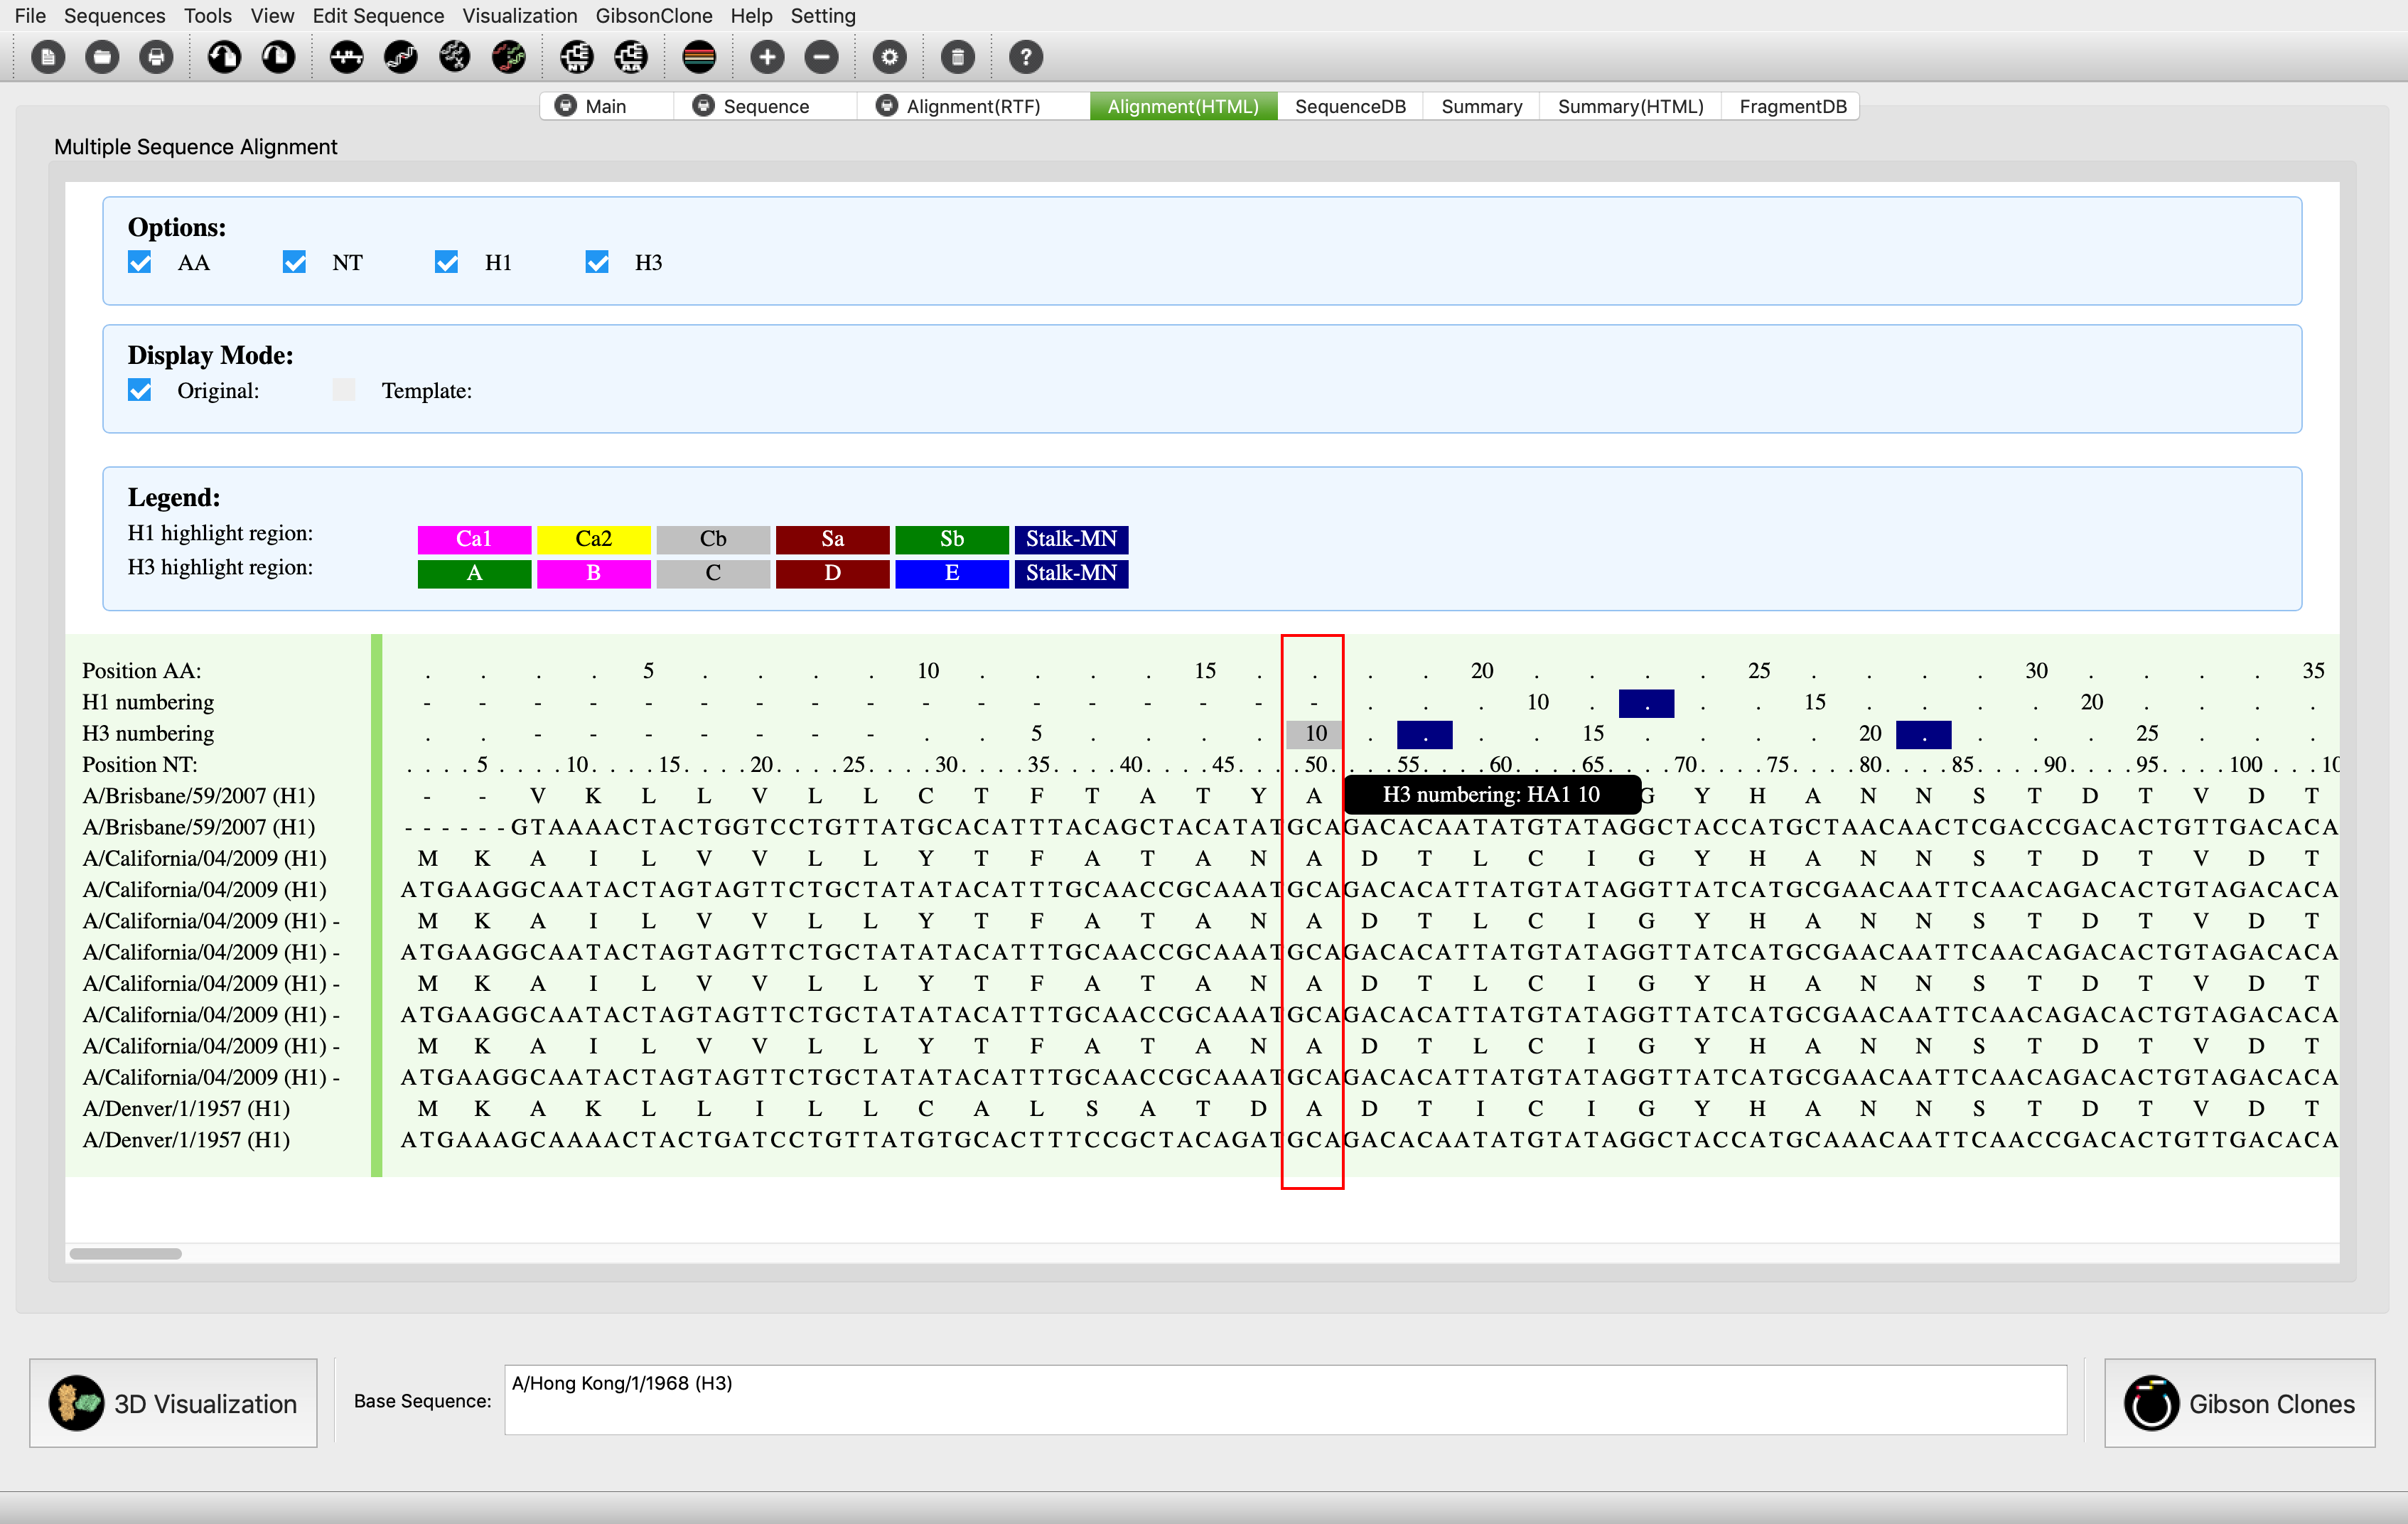 File Sequences Tools View Edit Sequence Visualization GibsonClone Help Setting
NT AA ?
Main Sequence Alignment(RTF) Alignment(HTML) SequenceDB Summary Summary(HTML) FragmentDB
Multiple Sequence Alignment
Options:
AA NT H1 H3
Display Mode:
Original: Template:
Legend:
H1 highlight region: Ca1 Ca2 Cb Sa Sb Stalk-MN
H3 highlight region: A B C D E Stalk-MN
Position AA: . . . . 5 . . . . 10 . . . . 15 . . . . 20 . . . . 25 . . . . 30 . . . . 35
H1 numbering - - - - - - - - - - - - - - - - - . . . 10 . . . . 15 . . . . 20 . . . .
H3 numbering . . - - - - - - - . . 5 . . . . 10 . . . . 15 . . . . 20 . . . . 25 . . .
Position NT: . . . . 5 . . . . 10 . . . . 15 . . . . 20 . . . . 25 . . . . 30 . . . . 35 . . . . 40 . . . . 45 . . . . 50 . . . . 55 . . . . 60 . . . . 65 . . . . 70 . . . . 75 . . . . 80 . . . . 85 . . . . 90 . . . . 95 . . . . 100 . . . 10
A/Brisbane/59/2007 (H1) - - V K L L V L L C T F T A T Y A H3 numbering: HA1 10 G Y H A N N S T D T V D T
A/Brisbane/59/2007 (H1) ------GTAAAACTACTGGTCCTGTTATGCACATTTACAGCTACATATGCAGACACAATATGTATAGGCTACCATGCTAACAACTCGACCGACACTGTTGACACA
A/California/04/2009 (H1) M K A I L V V L L Y T F A T A N A D T L C I G Y H A N N S T D T V D T
A/California/04/2009 (H1) ATGAAGGCAATACTAGTAGTTCTGCTATATACATTTGCAACCGCAAATGCAGACACATTATGTATAGGTTATCATGCGAACAATTCAACAGACACTGTAGACACA
A/California/04/2009 (H1) - M K A I L V V L L Y T F A T A N A D T L C I G Y H A N N S T D T V D T
A/California/04/2009 (H1) - ATGAAGGCAATACTAGTAGTTCTGCTATATACATTTGCAACCGCAAATGCAGACACATTATGTATAGGTTATCATGCGAACAATTCAACAGACACTGTAGACACA
A/California/04/2009 (H1) - M K A I L V V L L Y T F A T A N A D T L C I G Y H A N N S T D T V D T
A/California/04/2009 (H1) - ATGAAGGCAATACTAGTAGTTCTGCTATATACATTTGCAACCGCAAATGCAGACACATTATGTATAGGTTATCATGCGAACAATTCAACAGACACTGTAGACACA
A/California/04/2009 (H1) - M K A I L V V L L Y T F A T A N A D T L C I G Y H A N N S T D T V D T
A/California/04/2009 (H1) - ATGAAGGCAATACTAGTAGTTCTGCTATATACATTTGCAACCGCAAATGCAGACACATTATGTATAGGTTATCATGCGAACAATTCAACAGACACTGTAGACACA
A/Denver/1/1957 (H1) M K A K L L I L L C A L S A T D A D T I C I G Y H A N N S T D T V D T
A/Denver/1/1957 (H1) ATGAAAGCAAAACTACTGATCCTGTTATGTGCACTTTCCGCTACAGATGCAGACACAATATGTATAGGCTACCATGCAAACAATTCAACCGACACTGTTGACACA
3D Visualization Base Sequence: A/Hong Kong/1/1968 (H3) Gibson Clones